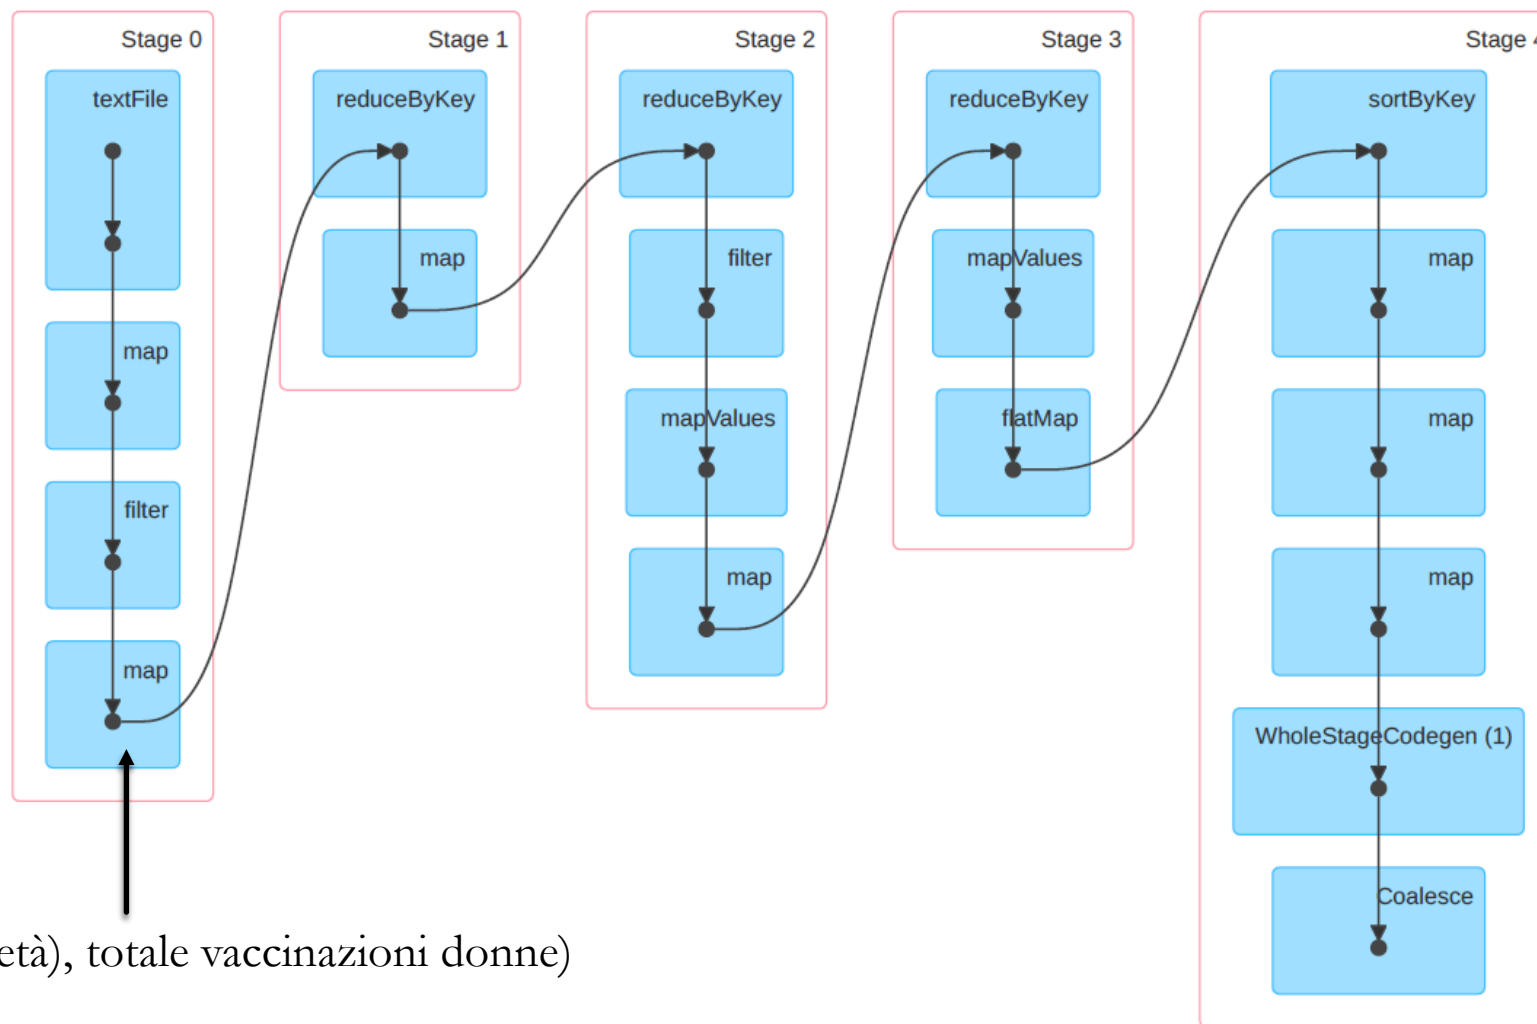 Stage 0
textFile
map
filter
map
Stage 1
reduceByKey
map
Stage 2
reduceByKey
filter
mapValues
map
Stage 3
reduceByKey
mapValues
flatMap
Stage 4
sortByKey
map
map
map
WholeStageCodegen (1)
Coalesce
età), totale vaccinazioni donne)